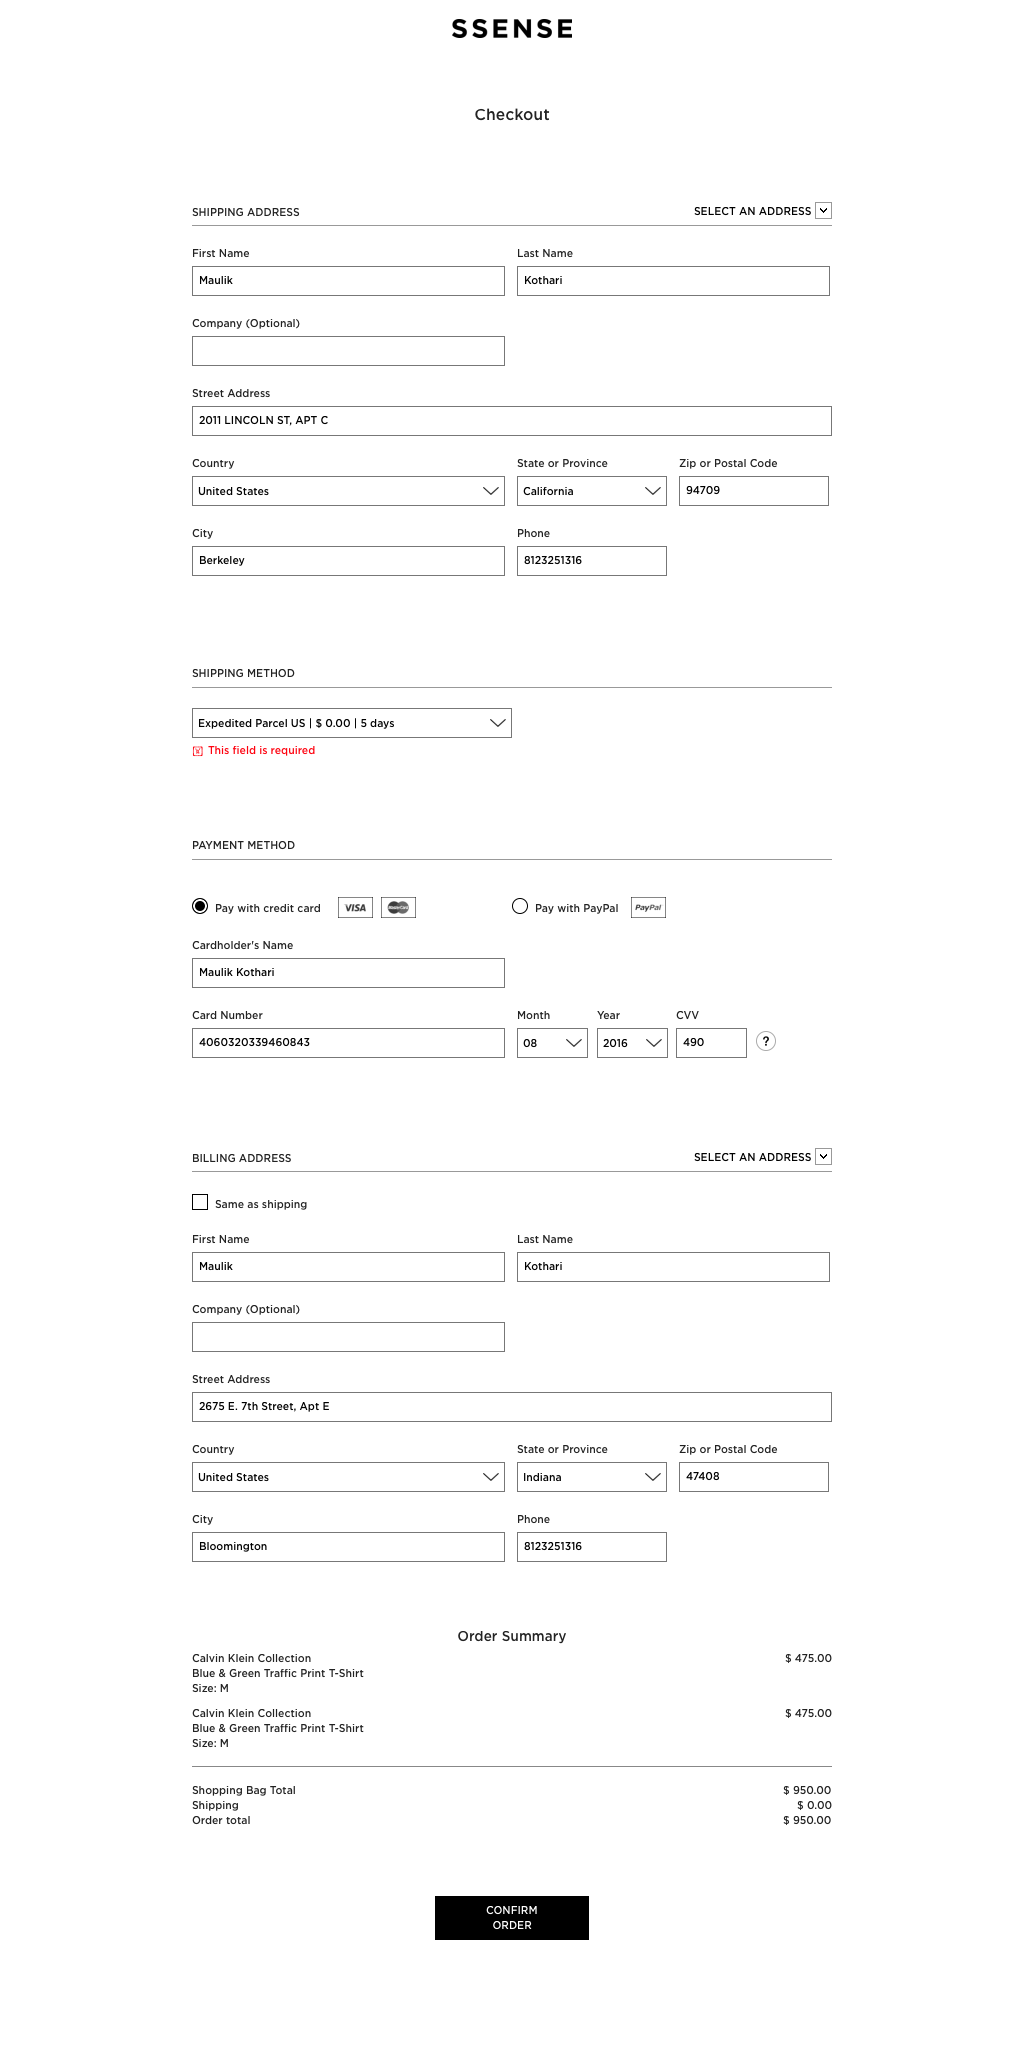 SSENSE
Checkout
SHIPPING ADDRESS SELECT AN ADDRESS
First Name Last Name
Maulik Kothari
Company (Optional)
Street Address
2011 LINCOLN ST, APT C
Country State or Province Zip or Postal Code
United States California 94709
City Phone
Berkeley 8123251316
SHIPPING METHOD
Expedited Parcel US | $ 0.00 | 5 days
This field is required
PAYMENT METHOD
Pay with credit card VISA MasterCard Pay with PayPal PayPal
Cardholder's Name
Maulik Kothari
Card Number Month Year CVV
4060320339460843 08 2016 490 ?
BILLING ADDRESS SELECT AN ADDRESS
Same as shipping
First Name Last Name
Maulik Kothari
Company (Optional)
Street Address
2675 E. 7th Street, Apt E
Country State or Province Zip or Postal Code
United States Indiana 47408
City Phone
Bloomington 8123251316
Order Summary
Calvin Klein Collection $ 475.00
Blue & Green Traffic Print T-Shirt
Size: M
Calvin Klein Collection $ 475.00
Blue & Green Traffic Print T-Shirt
Size: M
Shopping Bag Total $ 950.00
Shipping $ 0.00
Order total $ 950.00
CONFIRM
ORDER